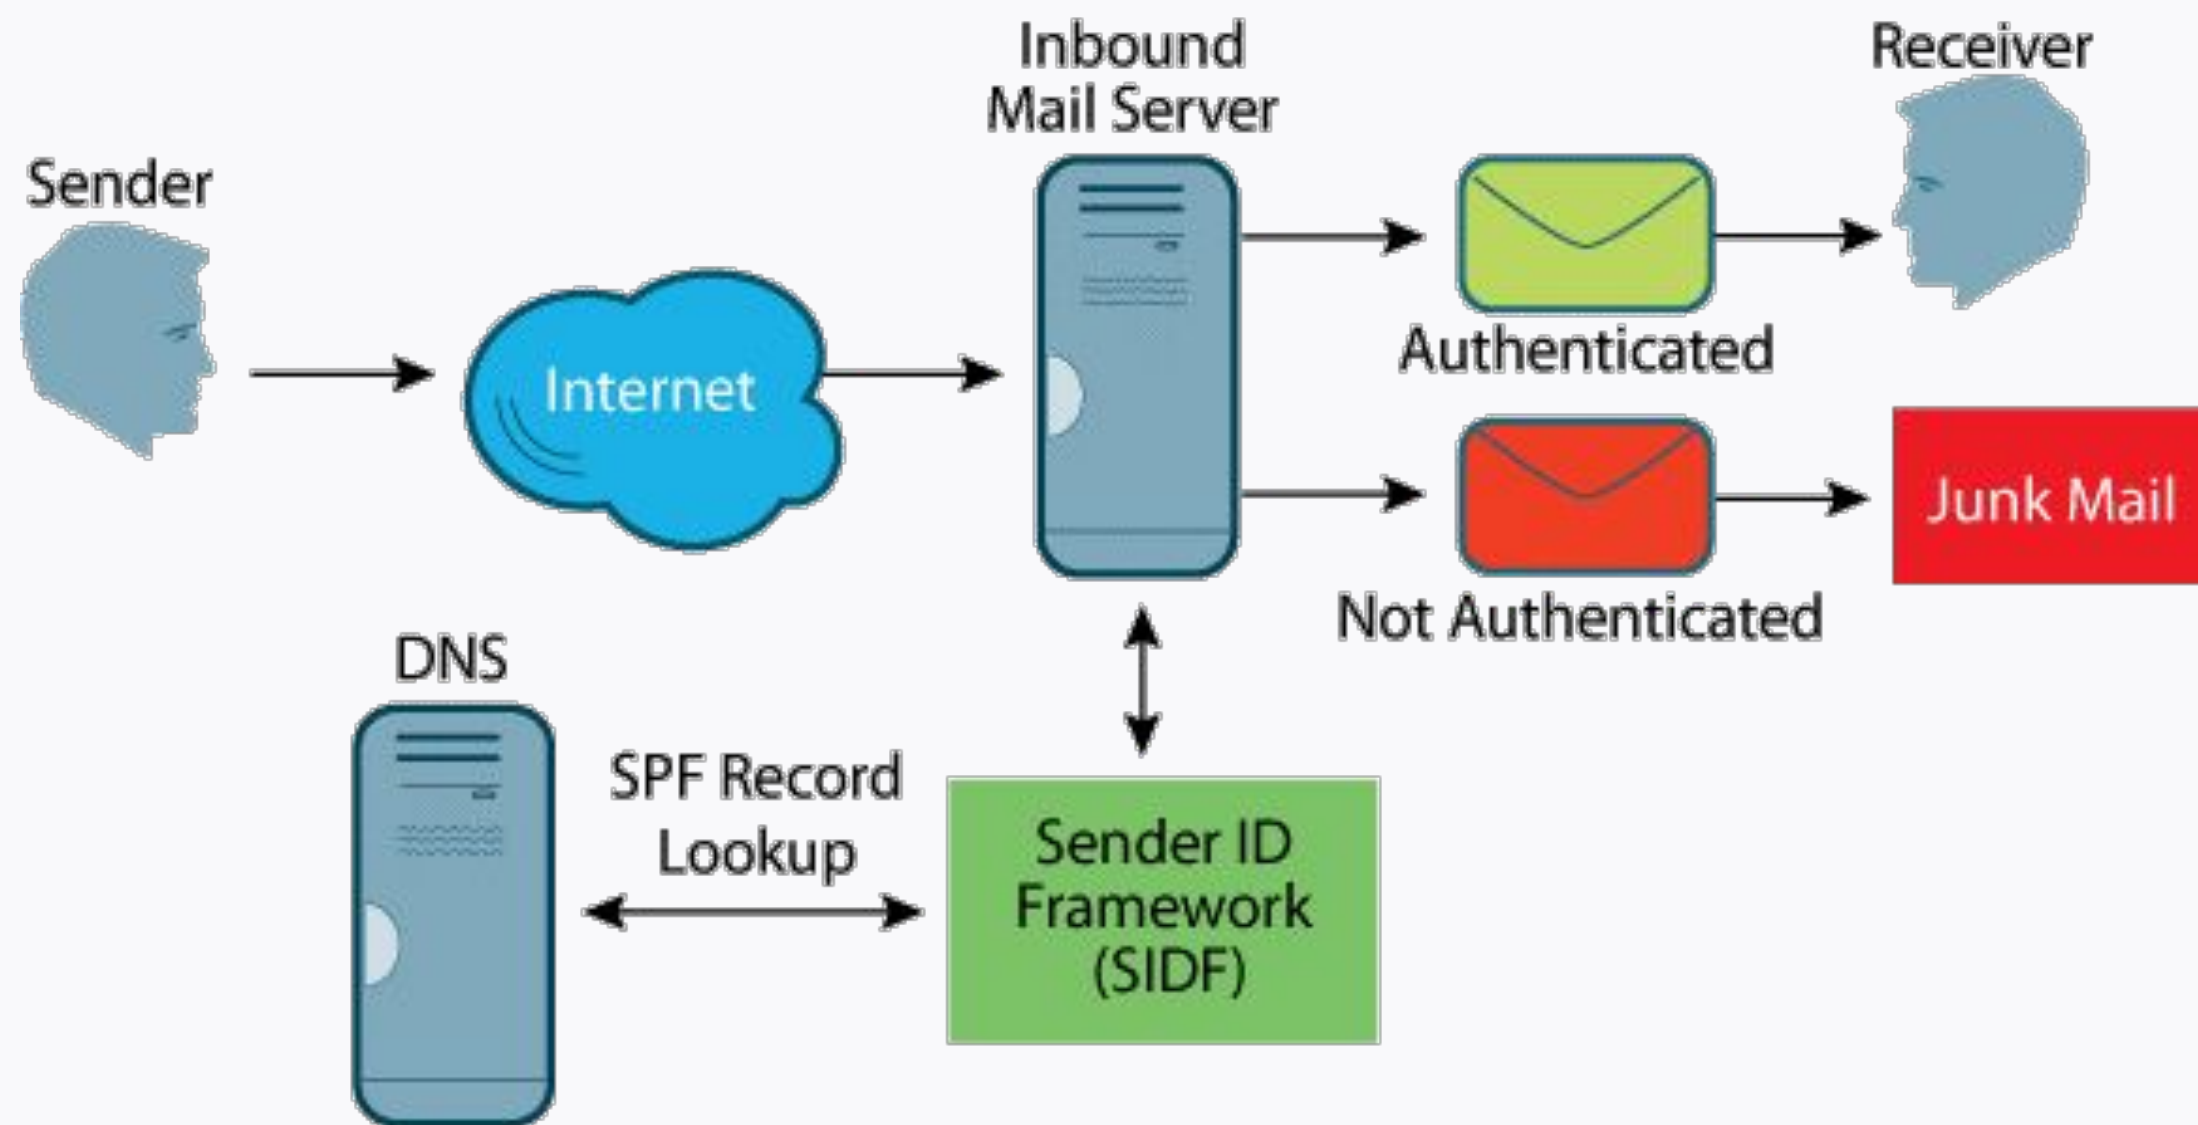 Sender
Internet
Inbound
Mail Server
Authenticated
Receiver
Not Authenticated
Junk Mail
DNS
SPF Record
Lookup
Sender ID
Framework
(SIDF)